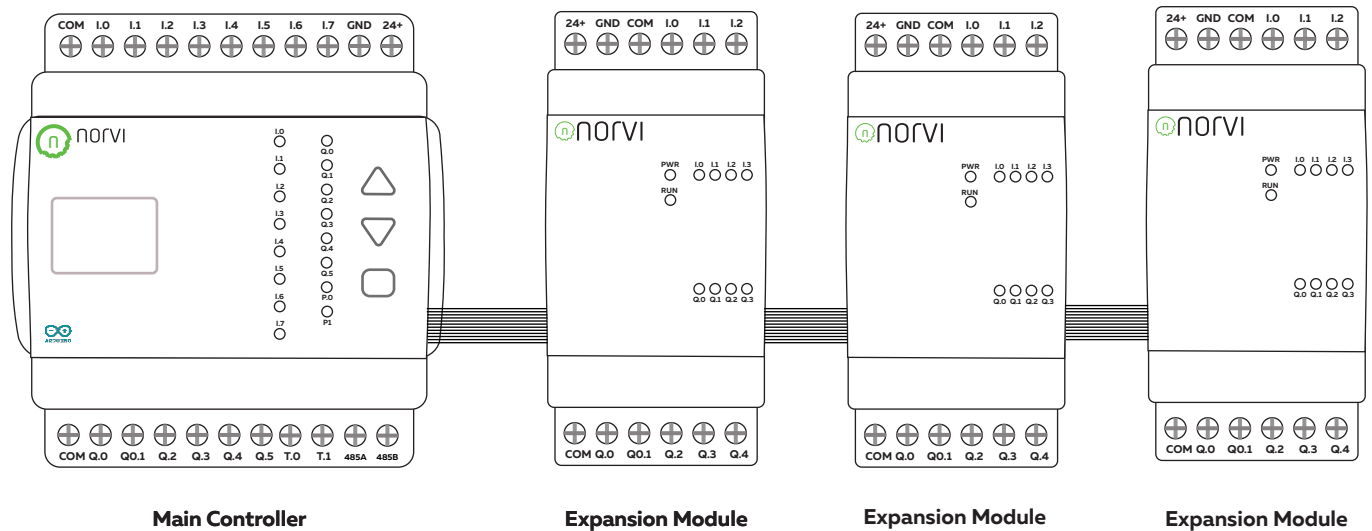 COM I.0 I.1 I.2 I.3 I.4 I.5 I.6 I.7 GND 24+
norvi
I.0
I.1
I.2
I.3
I.4
I.5
I.6
I.7
Q.0
Q.1
Q.2
Q.3
Q.4
Q.5
P.0
P1
ARDUINO
COM Q.0 Q0.1 Q.2 Q.3 Q.4 Q.5 T.0 T.1 485A 485B
Main Controller
24+ GND COM I.0 I.1 I.2
norvi
PWR I.0 I.1 I.2 I.3
RUN
Q.0 Q.1 Q.2 Q.3
COM Q.0 Q0.1 Q.2 Q.3 Q.4
Expansion Module
24+ GND COM I.0 I.1 I.2
norvi
PWR I.0 I.1 I.2 I.3
RUN
Q.0 Q.1 Q.2 Q.3
COM Q.0 Q0.1 Q.2 Q.3 Q.4
Expansion Module
24+ GND COM I.0 I.1 I.2
norvi
PWR I.0 I.1 I.2 I.3
RUN
Q.0 Q.1 Q.2 Q.3
COM Q.0 Q0.1 Q.2 Q.3 Q.4
Expansion Module